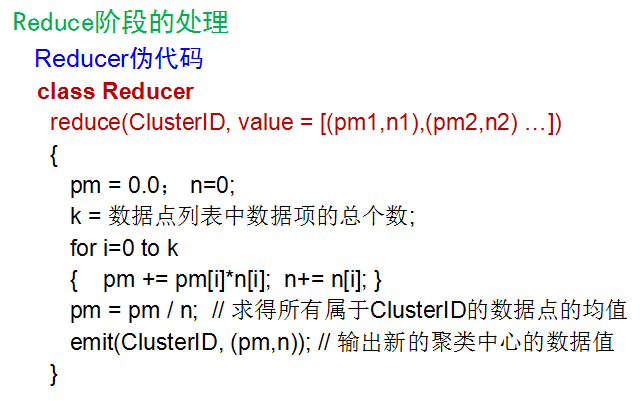 Reduce阶段的处理
Reducer伪代码
class Reducer
reduce(ClusterID, value = [(pm1,n1),(pm2,n2) …])
{
pm = 0.0； n=0;
k = 数据点列表中数据项的总个数;
for i=0 to k
{ pm += pm[i]*n[i]; n+= n[i]; }
pm = pm / n; // 求得所有属于ClusterID的数据点的均值
emit(ClusterID, (pm,n)); // 输出新的聚类中心的数据值
}